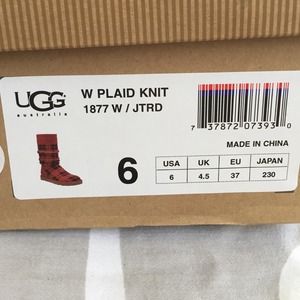 UGG
australia
W PLAID KNIT
1877 W / JTRD
7 37872 07393 0
MADE IN CHINA
6
USA UK EU JAPAN
6 4.5 37 230